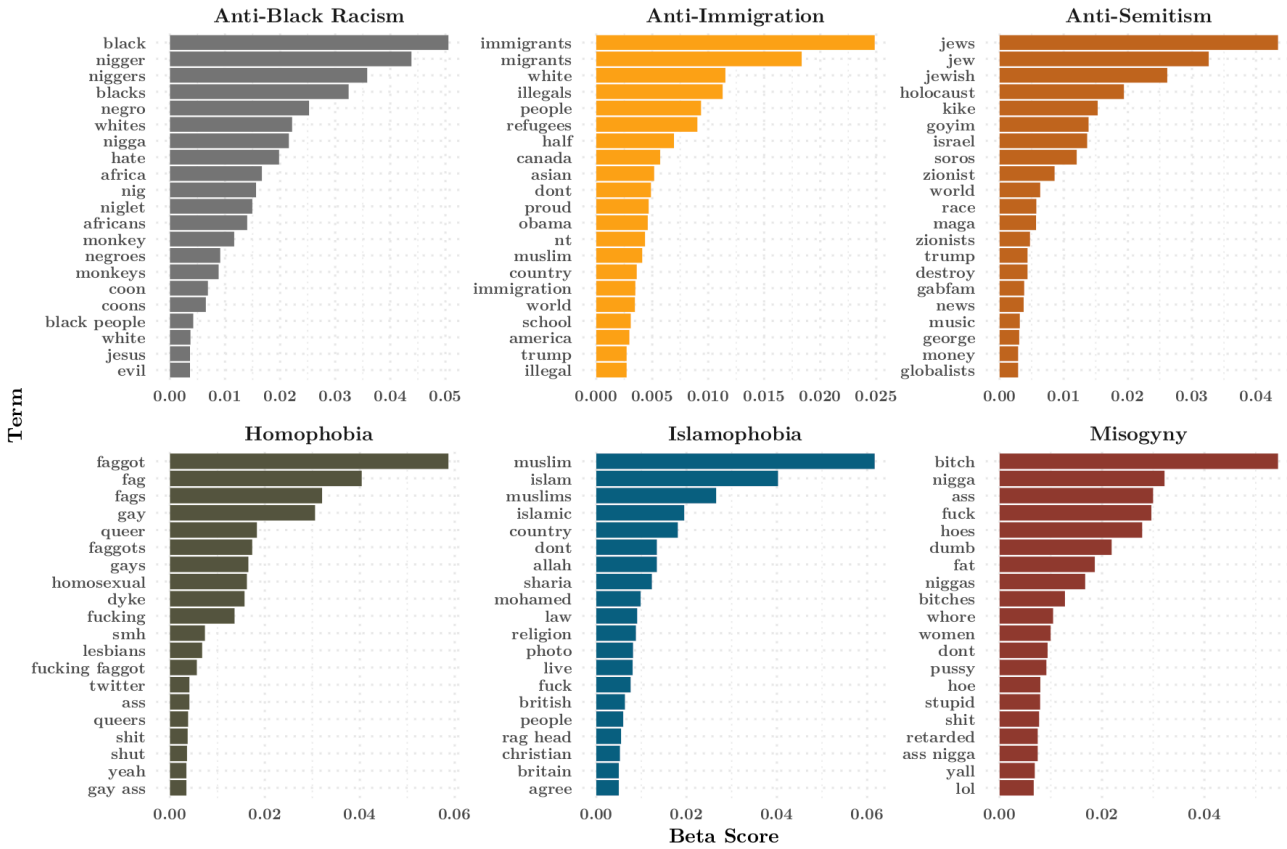 Anti-Black Racism
black
nigger
niggers
blacks
negro
whites
nigga
hate
africa
nig
niglet
africans
monkey
negroes
monkeys
coon
coons
black people
white
jesus
evil
0.00 0.01 0.02 0.03 0.04 0.05
Anti-Immigration
immigrants
migrants
white
illegals
people
refugees
half
canada
asian
dont
proud
obama
nt
muslim
country
immigration
world
school
america
trump
illegal
0.000 0.005 0.010 0.015 0.020 0.025
Anti-Semitism
jews
jew
jewish
holocaust
kike
goyim
israel
soros
zionist
world
race
maga
zionists
trump
destroy
gabfam
news
music
george
money
globalists
0.00 0.01 0.02 0.03 0.04
Term
Homophobia
faggot
fag
fags
gay
queer
faggots
gays
homosexual
dyke
fucking
smh
lesbians
fucking faggot
twitter
ass
queers
shit
shut
yeah
gay ass
0.00 0.02 0.04 0.06
Islamophobia
muslim
islam
muslims
islamic
country
dont
allah
sharia
mohamed
law
religion
photo
live
fuck
british
people
rag head
christian
britain
agree
0.00 0.02 0.04 0.06
Misogyny
bitch
nigga
ass
fuck
hoes
dumb
fat
niggas
bitches
whore
women
dont
pussy
hoe
stupid
shit
retarded
ass nigga
yall
lol
0.00 0.02 0.04
Beta Score